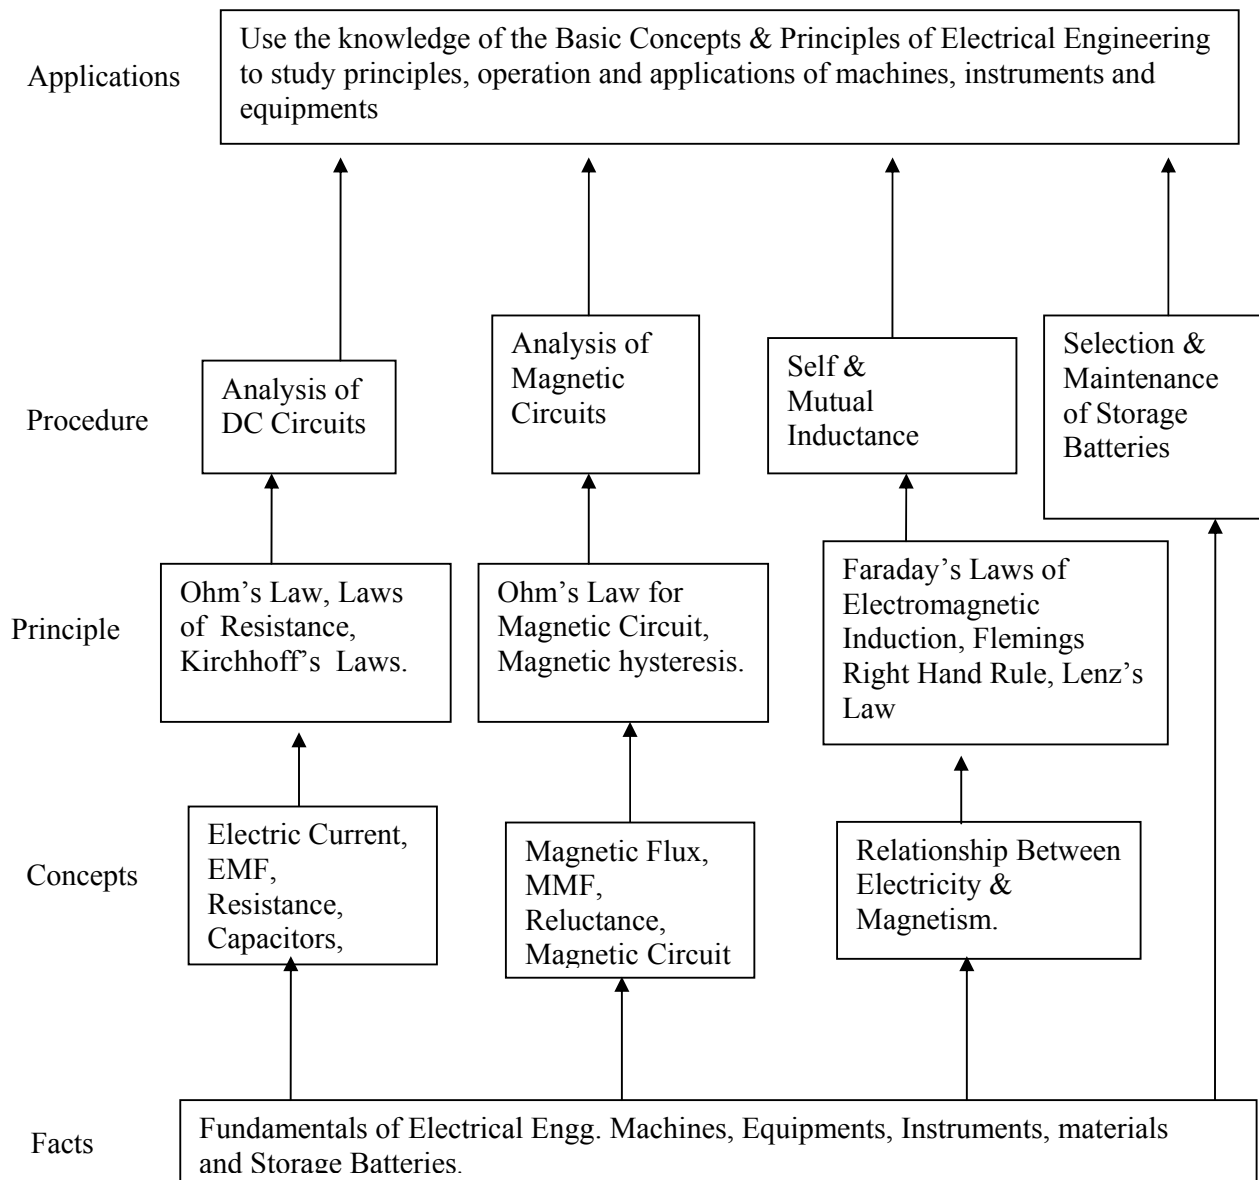 Applications
Use the knowledge of the Basic Concepts & Principles of Electrical Engineering
to study principles, operation and applications of machines, instruments and
equipments
Procedure
Analysis of
DC Circuits
Analysis of
Magnetic
Circuits
Self &
Mutual
Inductance
Selection &
Maintenance
of Storage
Batteries
Principle
Ohm's Law, Laws
of Resistance,
Kirchhoff's Laws.
Ohm's Law for
Magnetic Circuit,
Magnetic hysteresis.
Faraday's Laws of
Electromagnetic
Induction, Flemings
Right Hand Rule, Lenz's
Law
Concepts
Electric Current,
EMF,
Resistance,
Capacitors,
Magnetic Flux,
MMF,
Reluctance,
Magnetic Circuit
Relationship Between
Electricity &
Magnetism.
Facts
Fundamentals of Electrical Engg. Machines, Equipments, Instruments, materials
and Storage Batteries.